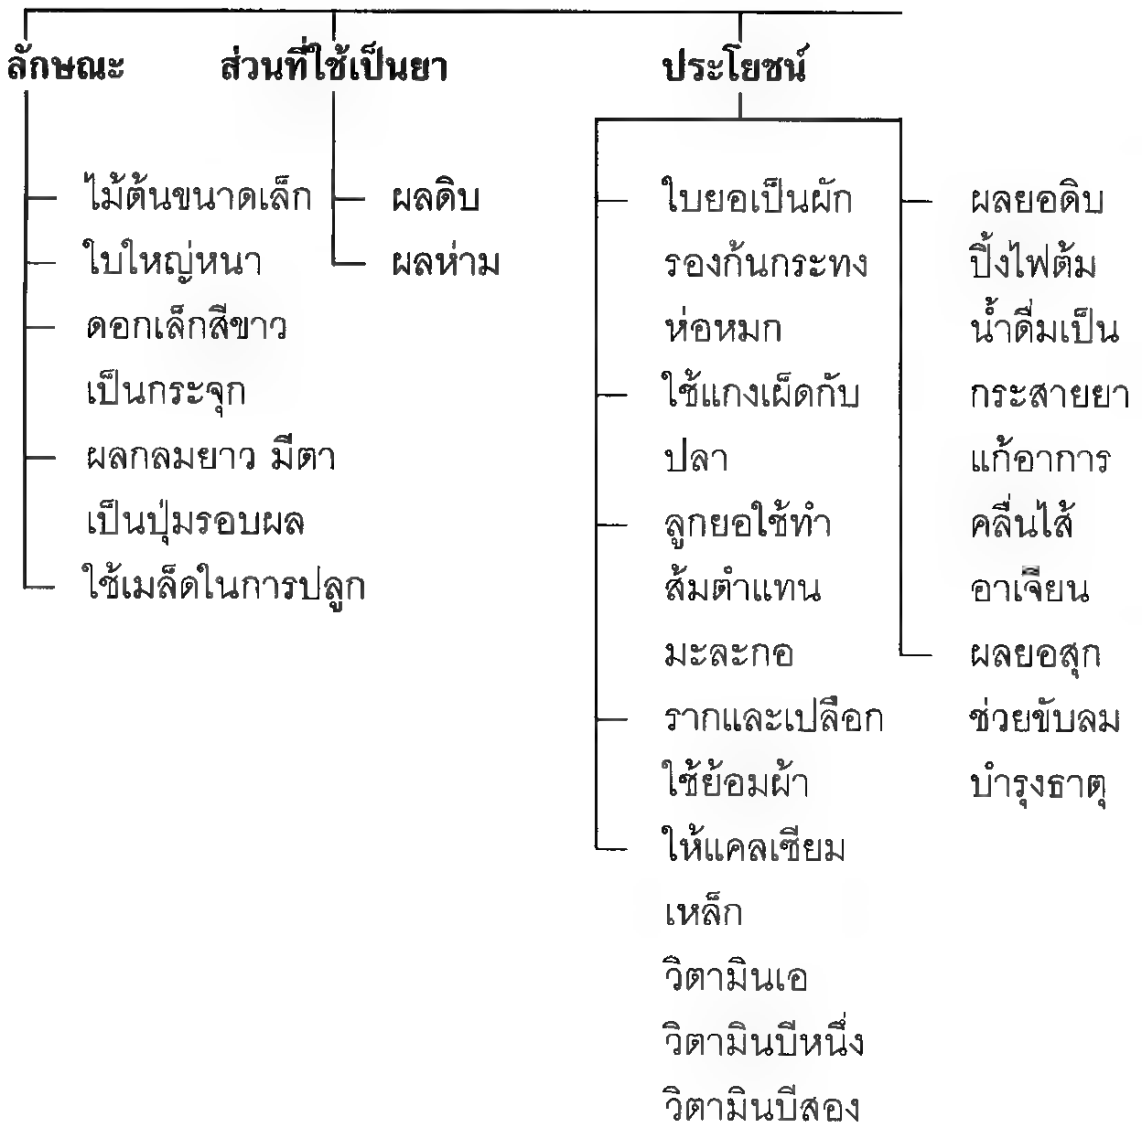 ลักษณะ
ส่วนที่ใช้เป็นยา
ประโยชน์
ไม้ต้นขนาดเล็ก
ใบใหญ่หนา
ดอกเล็กสีขาว
เป็นกระจุก
ผลกลมยาว มีตา
เป็นปุ่มรอบผล
ใช้เมล็ดในการปลูก
ผลดิบ
ผลห่าม
ใบยอเป็นผัก
รองก้นกระทง
ห่อหมก
ใช้แกงเผ็ดกับ
ปลา
ลูกยอใช้ทำ
ส้มตำแทน
มะละกอ
รากและเปลือก
ใช้ย้อมผ้า
ให้แคลเซียม
เหล็ก
วิตามินเอ
วิตามินบีหนึ่ง
วิตามินบีสอง
ผลยอดิบ
ปิ้งไฟต้ม
น้ำดื่มเป็น
กระสายยา
แก้อาการ
คลื่นไส้
อาเจียน
ผลยอสุก
ช่วยขับลม
บำรุงธาตุ